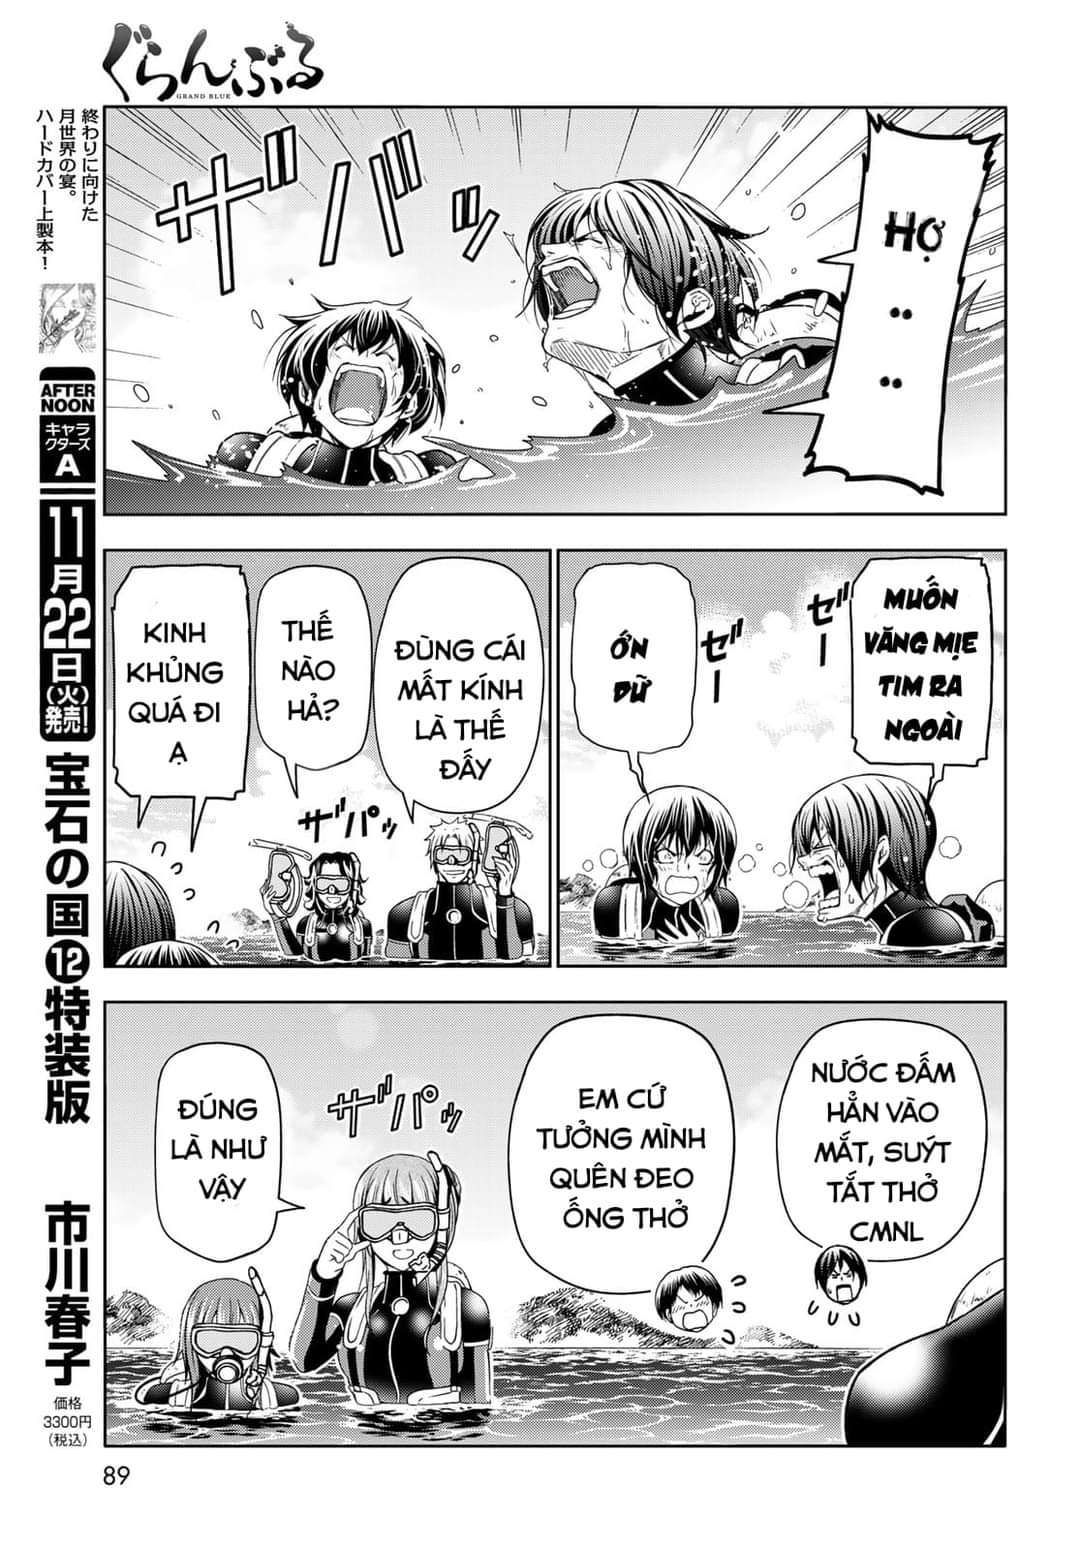 ぐらんぶる
GRAND BLUE
終わりに向けた
月世界の宴。
ハードカバー上製本!
AFTER
NOON
キャラ
クターズ
A
11月22日(火)発売!
宝石の国⑫特装版
市川春子
価格
3300円
(税込)
ザバッ
HỢ
..
..
MUỐN
VĂNG MỊE
TIM RA
NGOÀI
ゼー
ゼー
ỚN
DỮ
ĐÙNG CÁI
MẤT KÍNH
LÀ THẾ
ĐẤY
THẾ
NÀO
HẢ?
KINH
KHỦNG
QUÁ ĐI
Ạ
ザパッ
NƯỚC ĐẤM
HẲN VÀO
MẮT, SUÝT
TẮT THỞ
CMNL
EM CỨ
TƯỞNG MÌNH
QUÊN ĐEO
ỐNG THỞ
ザパッ
ĐÚNG
LÀ NHƯ
VẬY
89